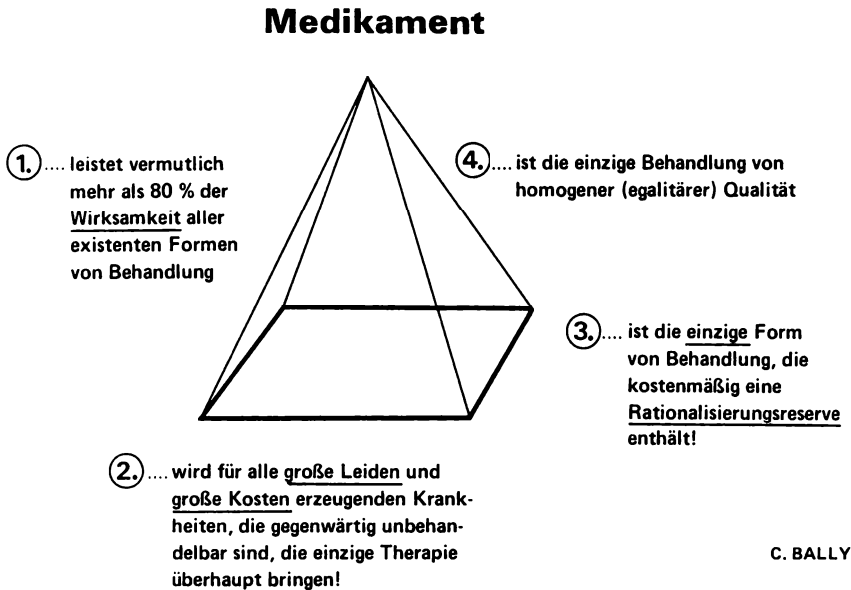 Medikament
1. .... leistet vermutlich
mehr als 80 % der
Wirksamkeit aller
existenten Formen
von Behandlung
4. .... ist die einzige Behandlung von
homogener (egalitärer) Qualität
3. .... ist die einzige Form
von Behandlung, die
kostenmäßig eine
Rationalisierungsreserve
enthält!
2. .... wird für alle große Leiden und
große Kosten erzeugenden Krank-
heiten, die gegenwärtig unbehan-
delbar sind, die einzige Therapie
überhaupt bringen!
C. BALLY